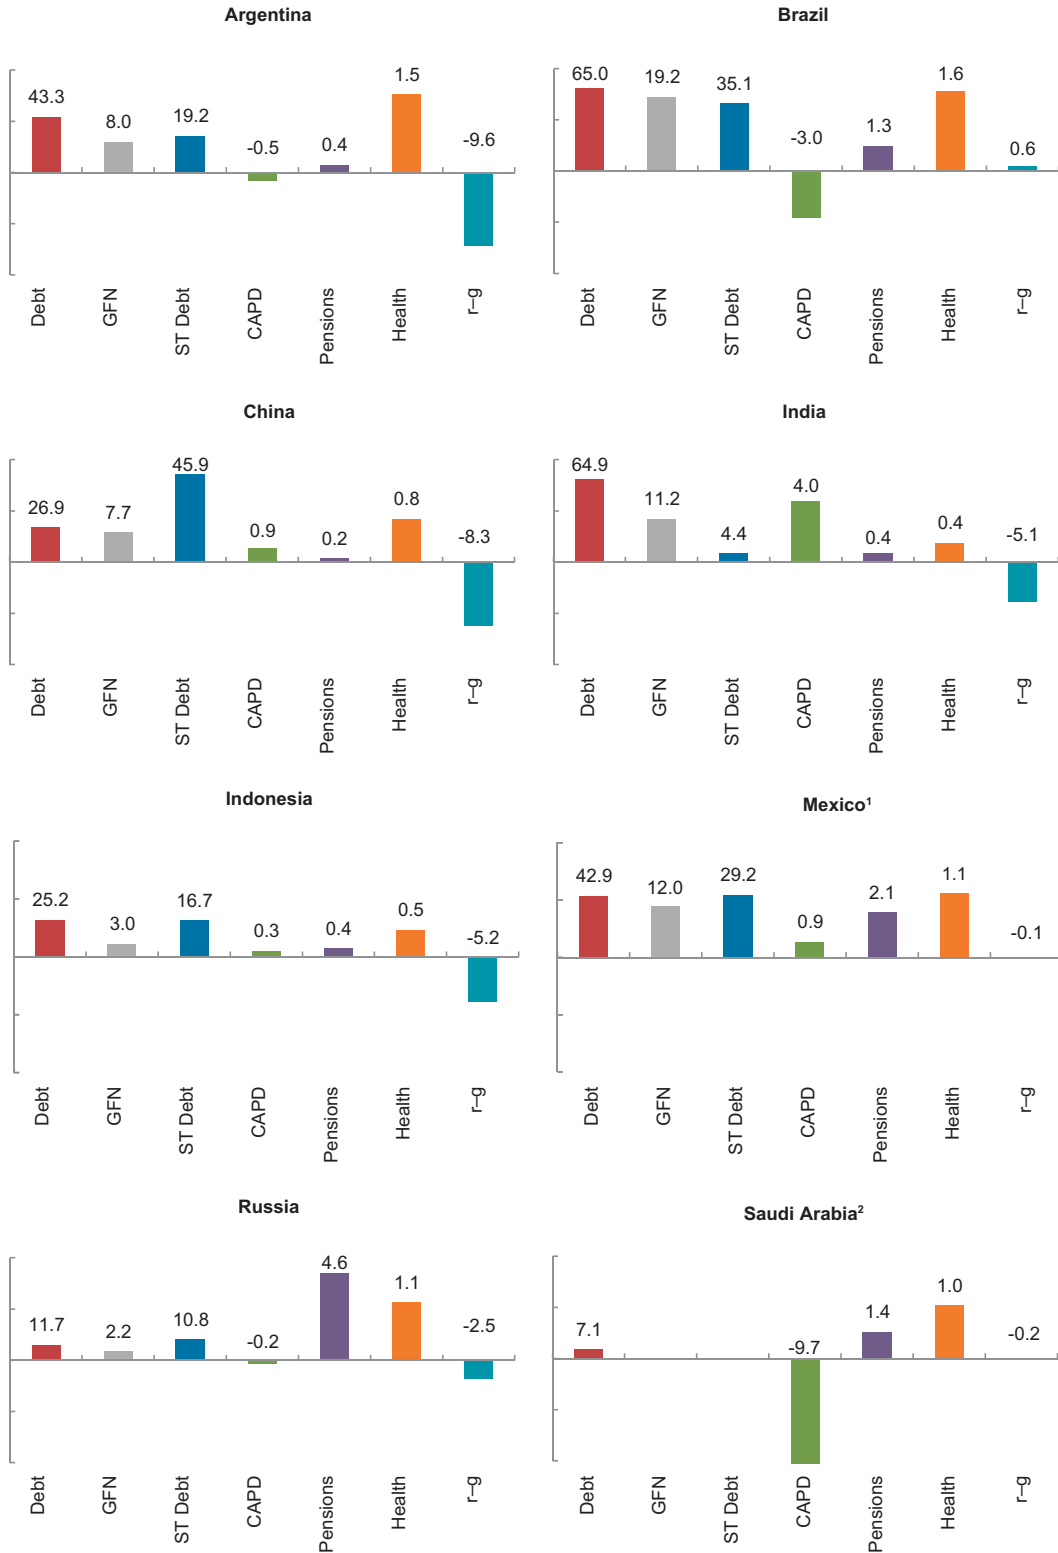 Argentina
43.3
8.0
19.2
-0.5
0.4
1.5
-9.6
Debt
GFN
ST Debt
CAPD
Pensions
Health
r–g
Brazil
65.0
19.2
35.1
-3.0
1.3
1.6
0.6
Debt
GFN
ST Debt
CAPD
Pensions
Health
r–g
China
26.9
7.7
45.9
0.9
0.2
0.8
-8.3
Debt
GFN
ST Debt
CAPD
Pensions
Health
r–g
India
64.9
11.2
4.4
4.0
0.4
0.4
-5.1
Debt
GFN
ST Debt
CAPD
Pensions
Health
r–g
Indonesia
25.2
3.0
16.7
0.3
0.4
0.5
-5.2
Debt
GFN
ST Debt
CAPD
Pensions
Health
r–g
Mexico¹
42.9
12.0
29.2
0.9
2.1
1.1
-0.1
Debt
GFN
ST Debt
CAPD
Pensions
Health
r–g
Russia
11.7
2.2
10.8
-0.2
4.6
1.1
-2.5
Debt
GFN
ST Debt
CAPD
Pensions
Health
r–g
Saudi Arabia²
7.1
-9.7
1.4
1.0
-0.2
Debt
GFN
ST Debt
CAPD
Pensions
Health
r–g